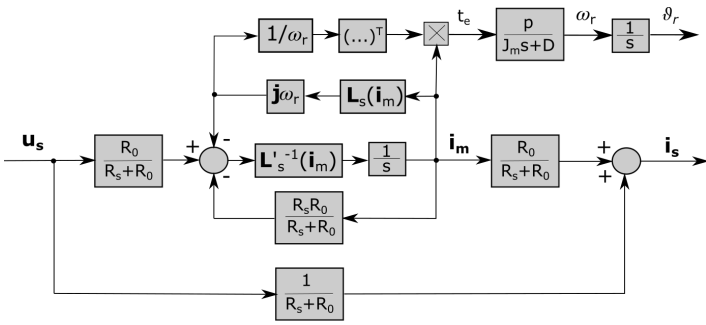 1/ωᵣ (...)ᵀ × tₑ p/(Jₘs+D) ωᵣ 1/s ϑᵣ
jωᵣ Lₛ(iₘ)
uₛ R₀/(Rₛ+R₀) + - - L'ₛ⁻¹(iₘ) 1/s iₘ R₀/(Rₛ+R₀) + + iₛ
RₛR₀/(Rₛ+R₀)
1/(Rₛ+R₀)